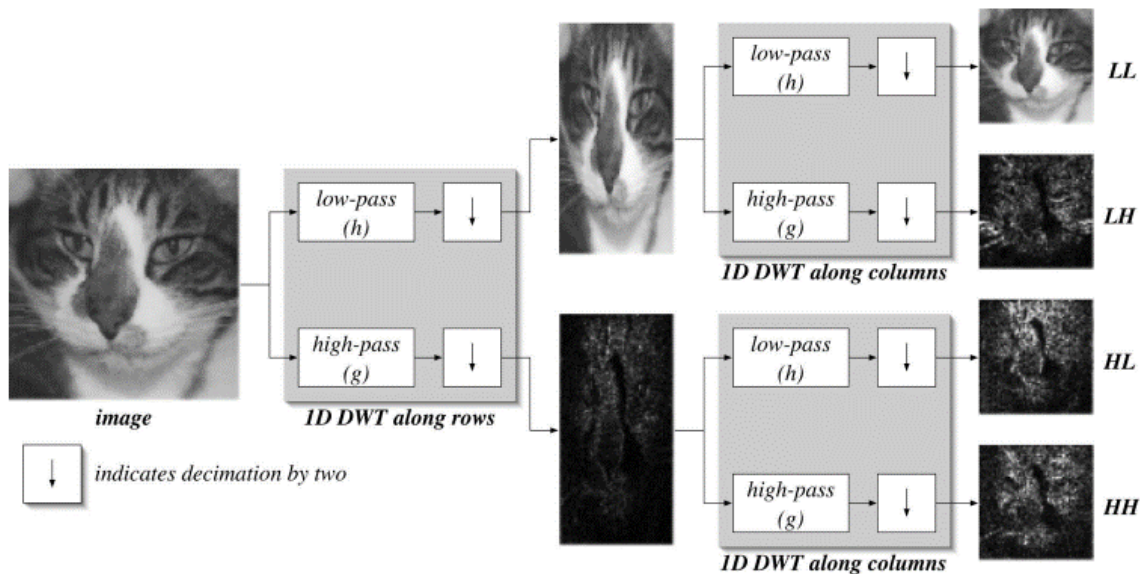 image
indicates decimation by two
low-pass
(h)
high-pass
(g)
1D DWT along rows
low-pass
(h)
high-pass
(g)
1D DWT along columns
low-pass
(h)
high-pass
(g)
1D DWT along columns
LL
LH
HL
HH